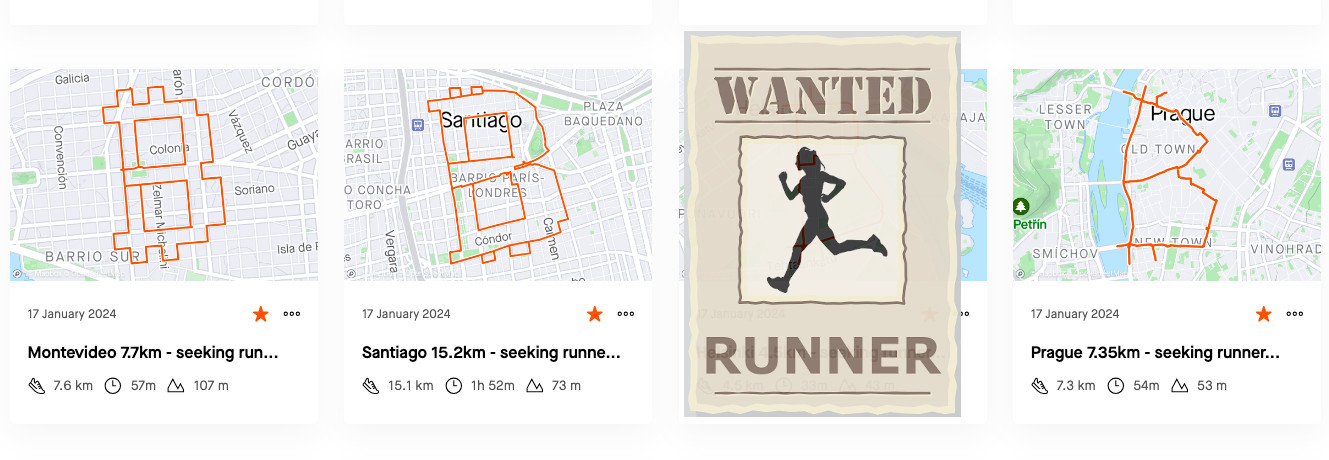 Galicia
arón
CORDÓ
Vázquez
Guaya
Convención
Colonia
Soriano
Zelmar Michelini
BARRIO SUR
Isla de F
17 January 2024
Montevideo 7.7km - seeking run...
7.6 km 57m 107 m
Santiago
PLAZA
BAQUEDANO
ARRIO
RASIL
BARRIO PARÍS-
LONDRES
O CONCHA
TORO
Vergara
Cóndor
Carmen
17 January 2024
Santiago 15.2km - seeking runne...
15.1 km 1h 52m 73 m
WANTED
RUNNER
AJA
4.5 km 33m 43 m
Prague
LESSER
TOWN
OLD TOWN
Petřín
SMÍCHOV
NEW TOWN
VINOHRAD
17 January 2024
Prague 7.35km - seeking runner...
7.3 km 54m 53 m